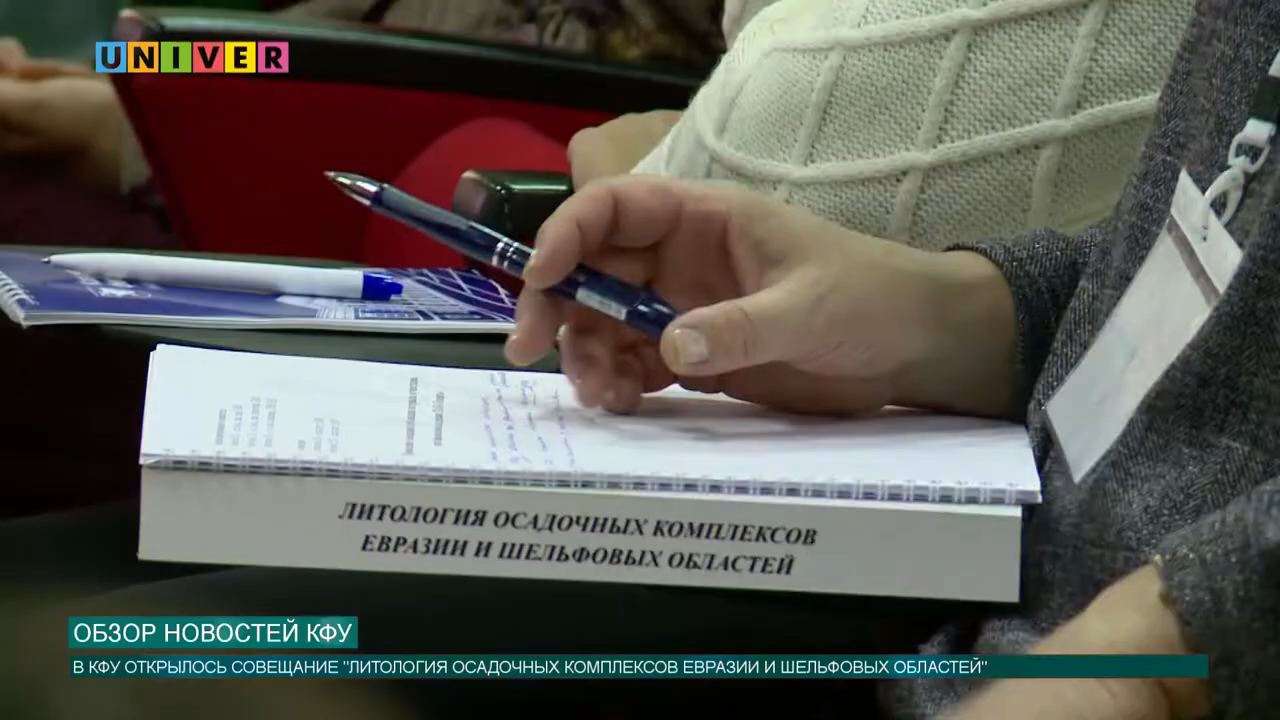 UNIVER
ЛИТОЛОГИЯ ОСАДОЧНЫХ КОМПЛЕКСОВ
ЕВРАЗИИ И ШЕЛЬФОВЫХ ОБЛАСТЕЙ
ОБЗОР НОВОСТЕЙ КФУ
В КФУ ОТКРЫЛОСЬ СОВЕЩАНИЕ "ЛИТОЛОГИЯ ОСАДОЧНЫХ КОМПЛЕКСОВ ЕВРАЗИИ И ШЕЛЬФОВЫХ ОБЛАСТЕЙ"